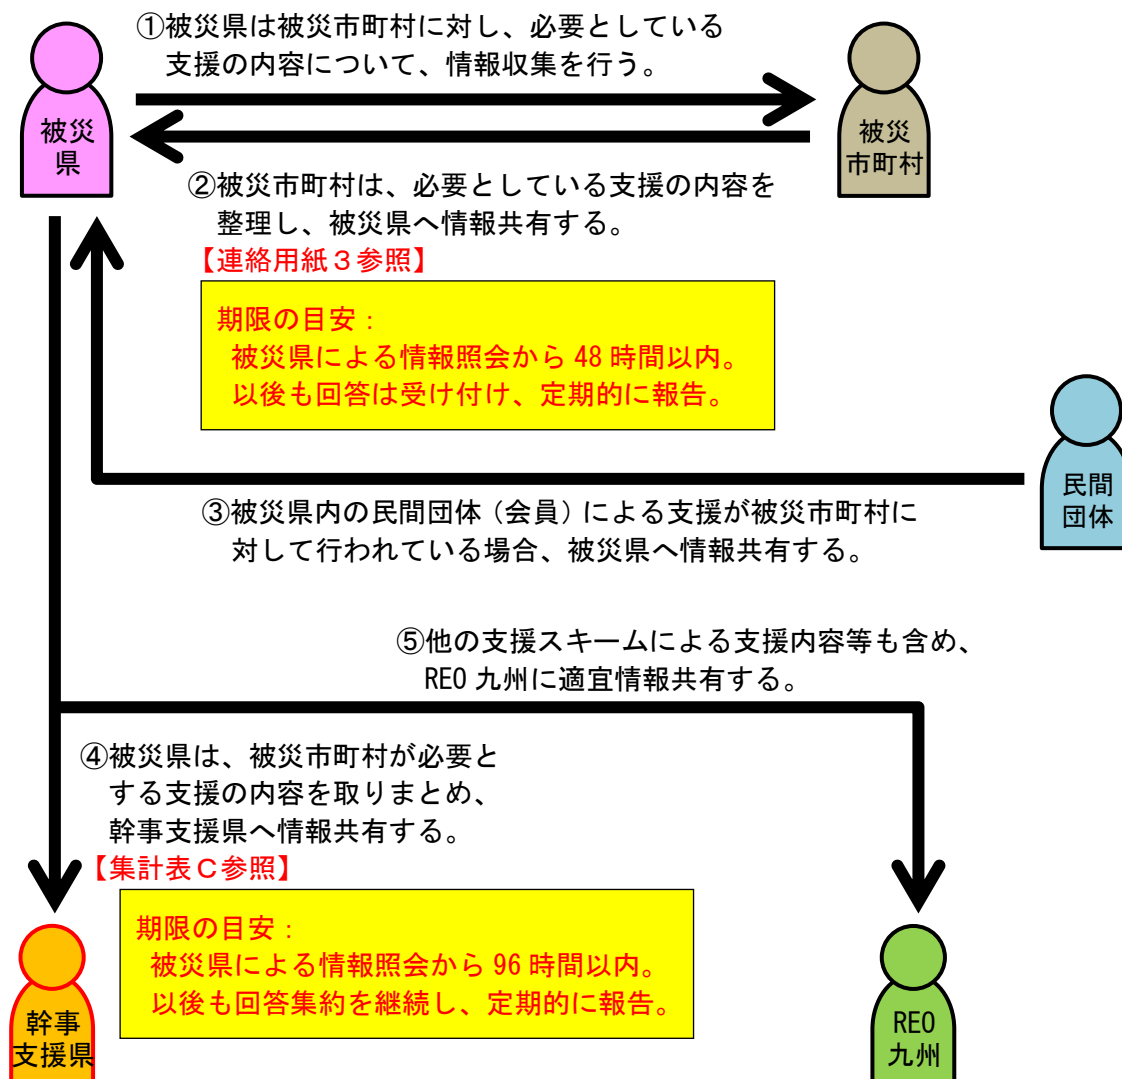 ①被災県は被災市町村に対し、必要としている
支援の内容について、情報収集を行う。
被災
県
被災
市町村
②被災市町村は、必要としている支援の内容を
整理し、被災県へ情報共有する。
【連絡用紙３参照】
期限の目安：
被災県による情報照会から 48 時間以内。
以後も回答は受け付け、定期的に報告。
民間
団体
③被災県内の民間団体（会員）による支援が被災市町村に
対して行われている場合、被災県へ情報共有する。
⑤他の支援スキームによる支援内容等も含め、
REO 九州に適宜情報共有する。
④被災県は、被災市町村が必要と
する支援の内容を取りまとめ、
幹事支援県へ情報共有する。
【集計表Ｃ参照】
期限の目安：
被災県による情報照会から 96 時間以内。
以後も回答集約を継続し、定期的に報告。
幹事
支援県
REO
九州